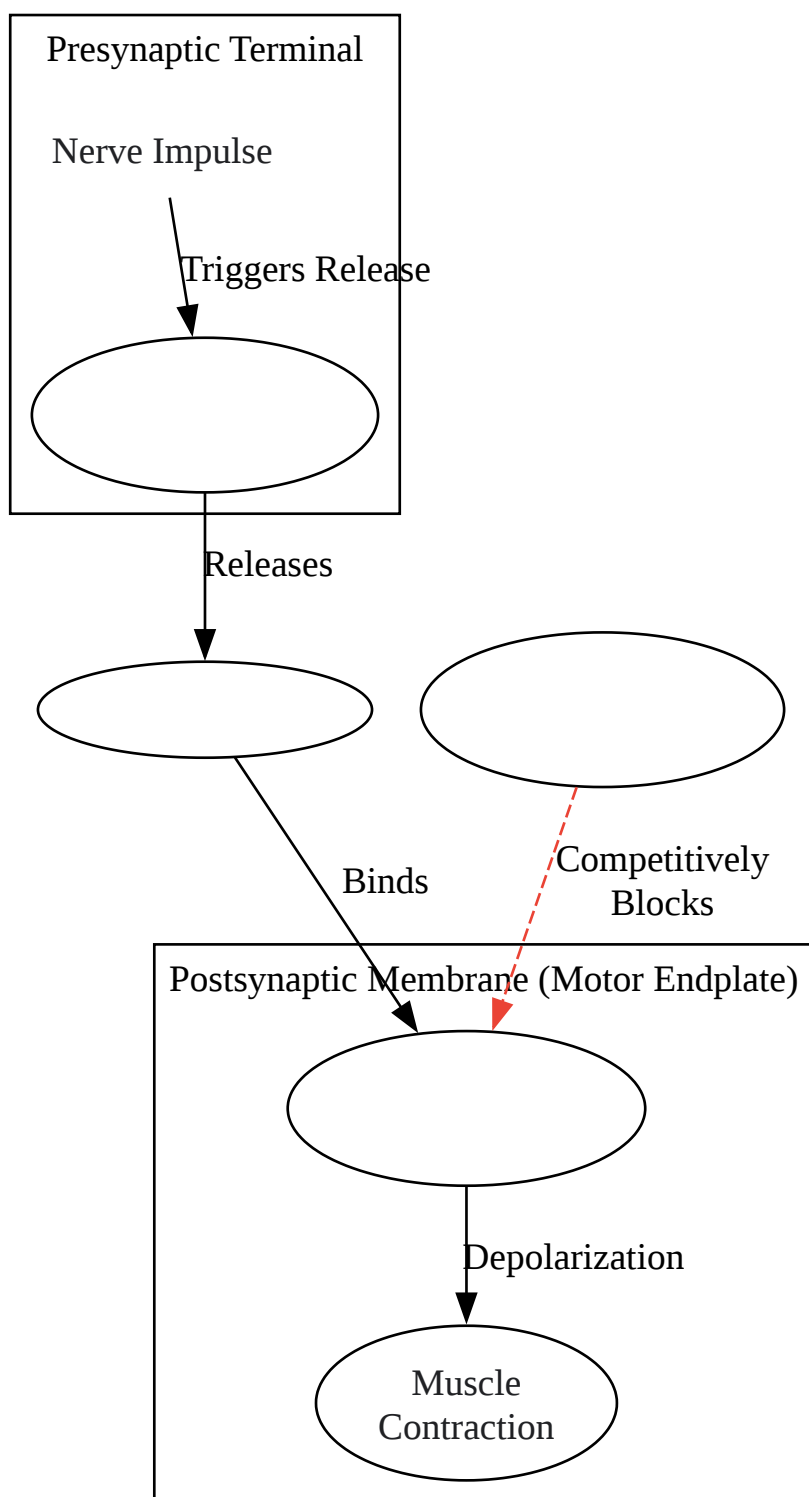 Presynaptic Terminal
Nerve Impulse
Triggers Release
Releases
Binds
Competitively
Blocks
Postsynaptic Membrane (Motor Endplate)
Depolarization
Muscle
Contraction